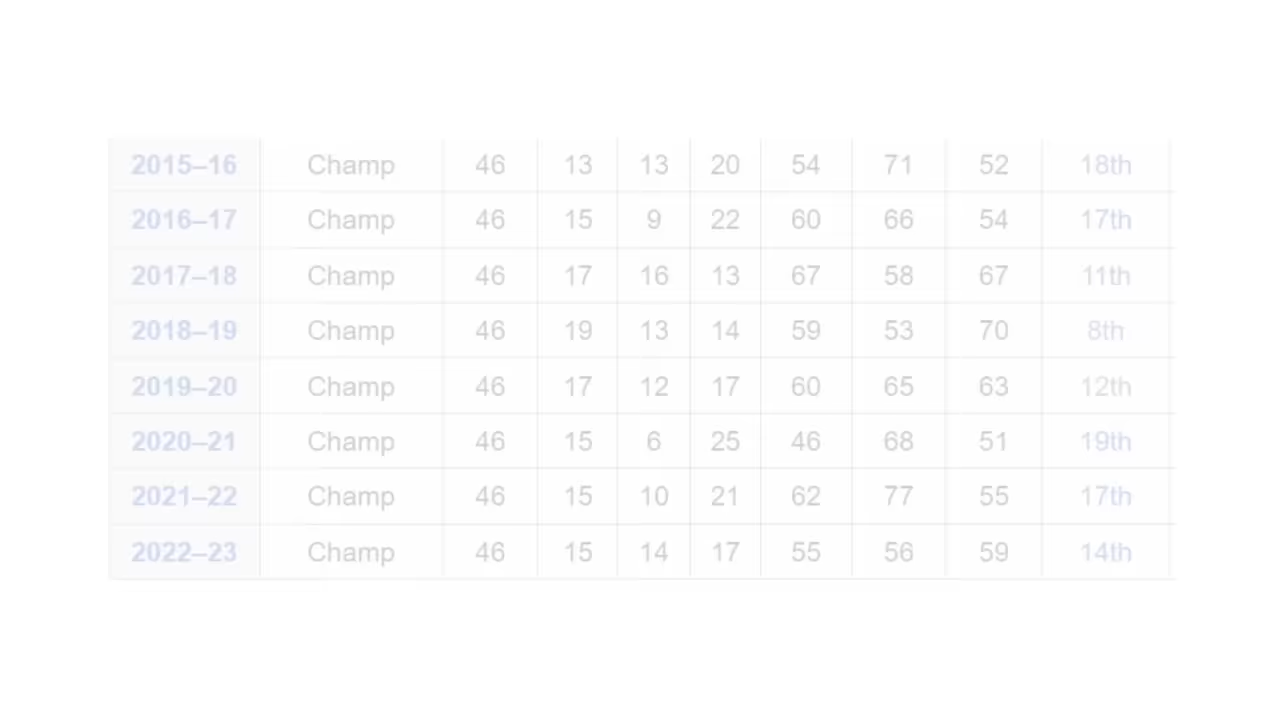 2015–16 Champ 46 13 13 20 54 71 52 18th
2016–17 Champ 46 15 9 22 60 66 54 17th
2017–18 Champ 46 17 16 13 67 58 67 11th
2018–19 Champ 46 19 13 14 59 53 70 8th
2019–20 Champ 46 17 12 17 60 65 63 12th
2020–21 Champ 46 15 6 25 46 68 51 19th
2021–22 Champ 46 15 10 21 62 77 55 17th
2022–23 Champ 46 15 14 17 55 56 59 14th